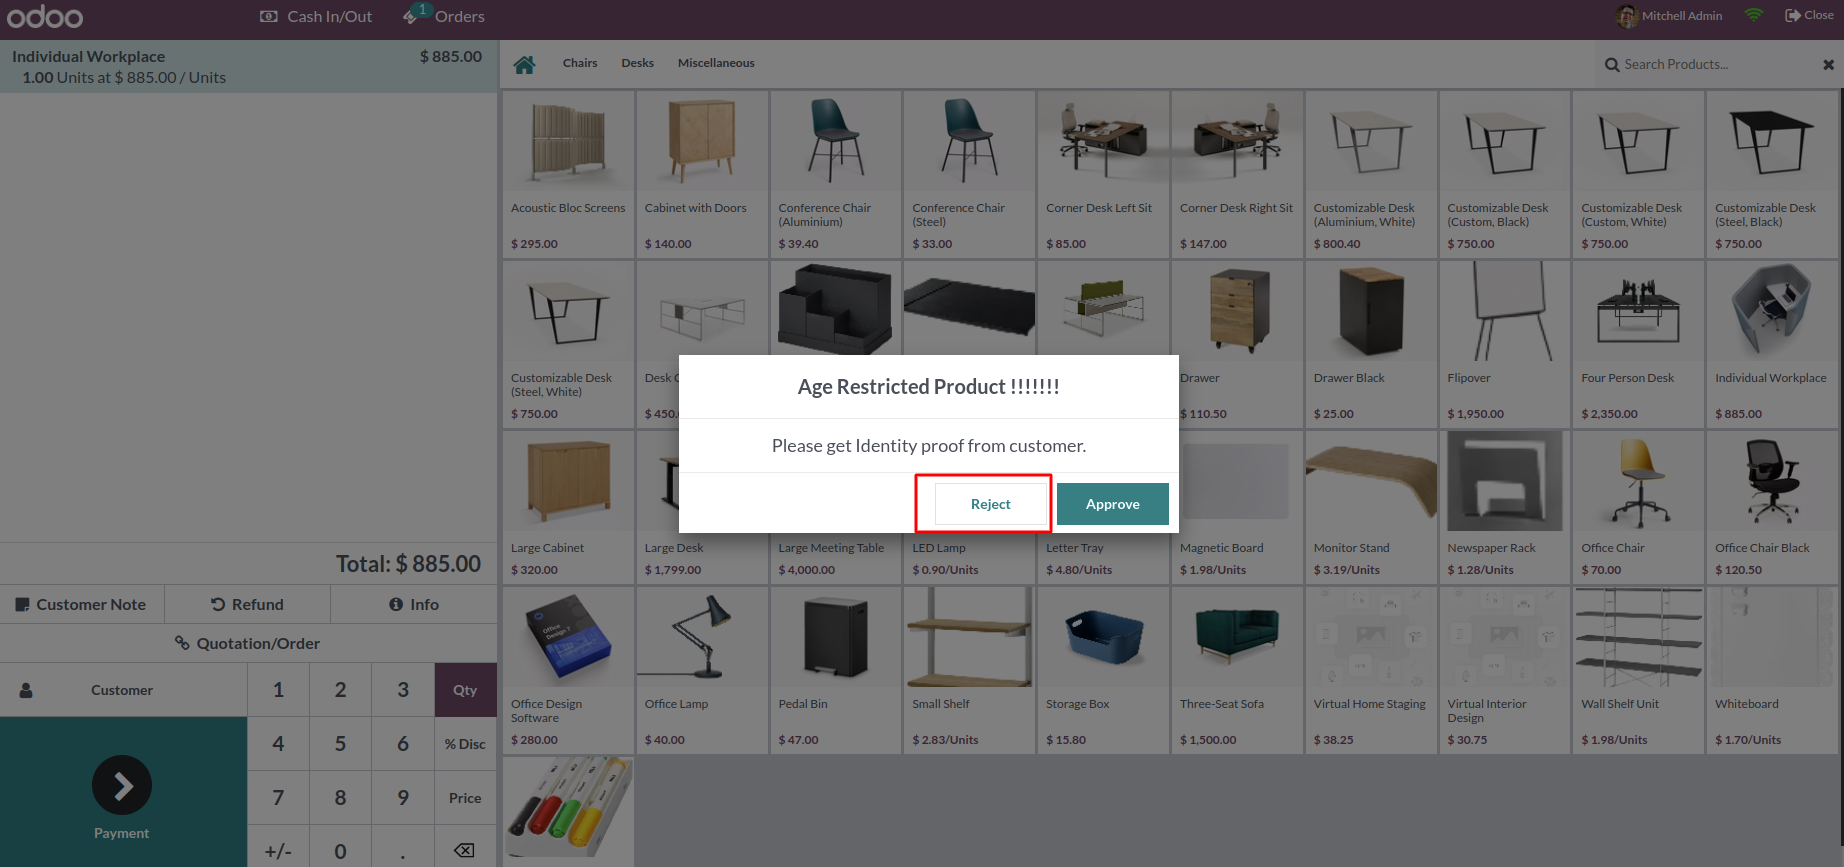 odoo
Cash In/Out
1
Orders
Mitchell Admin
Close
Individual Workplace
$ 885.00
1.00 Units at $ 885.00 / Units
Chairs
Desks
Miscellaneous
Search Products...
Acoustic Bloc Screens
$ 295.00
Cabinet with Doors
$ 140.00
Conference Chair
(Aluminium)
$ 39.40
Conference Chair
(Steel)
$ 33.00
Corner Desk Left Sit
$ 85.00
Corner Desk Right Sit
$ 147.00
Customizable Desk
(Aluminium, White)
$ 800.40
Customizable Desk
(Custom, Black)
$ 750.00
Customizable Desk
(Custom, White)
$ 750.00
Customizable Desk
(Steel, Black)
$ 750.00
Customizable Desk
(Steel, White)
$ 750.00
Desk
$ 450.
Drawer
$ 110.50
Drawer Black
$ 25.00
Flipover
$ 1,950.00
Four Person Desk
$ 2,350.00
Individual Workplace
$ 885.00
Age Restricted Product !!!!!!!
Please get Identity proof from customer.
Reject
Approve
Large Cabinet
$ 320.00
Large Desk
$ 1,799.00
Large Meeting Table
$ 4,000.00
LED Lamp
$ 0.90/Units
Letter Tray
$ 4.80/Units
Magnetic Board
$ 1.98/Units
Monitor Stand
$ 3.19/Units
Newspaper Rack
$ 1.28/Units
Office Chair
$ 70.00
Office Chair Black
$ 120.50
Office
Design 7
Office Design
Software
$ 280.00
Office Lamp
$ 40.00
Pedal Bin
$ 47.00
Small Shelf
$ 2.83/Units
Storage Box
$ 15.80
Three-Seat Sofa
$ 1,500.00
Virtual Home Staging
$ 38.25
Virtual Interior
Design
$ 30.75
Wall Shelf Unit
$ 1.98/Units
Whiteboard
$ 1.70/Units
Total: $ 885.00
Customer Note
Refund
Info
Quotation/Order
Customer
1
2
3
Qty
4
5
6
% Disc
7
8
9
Price
+/-
0
.
Payment